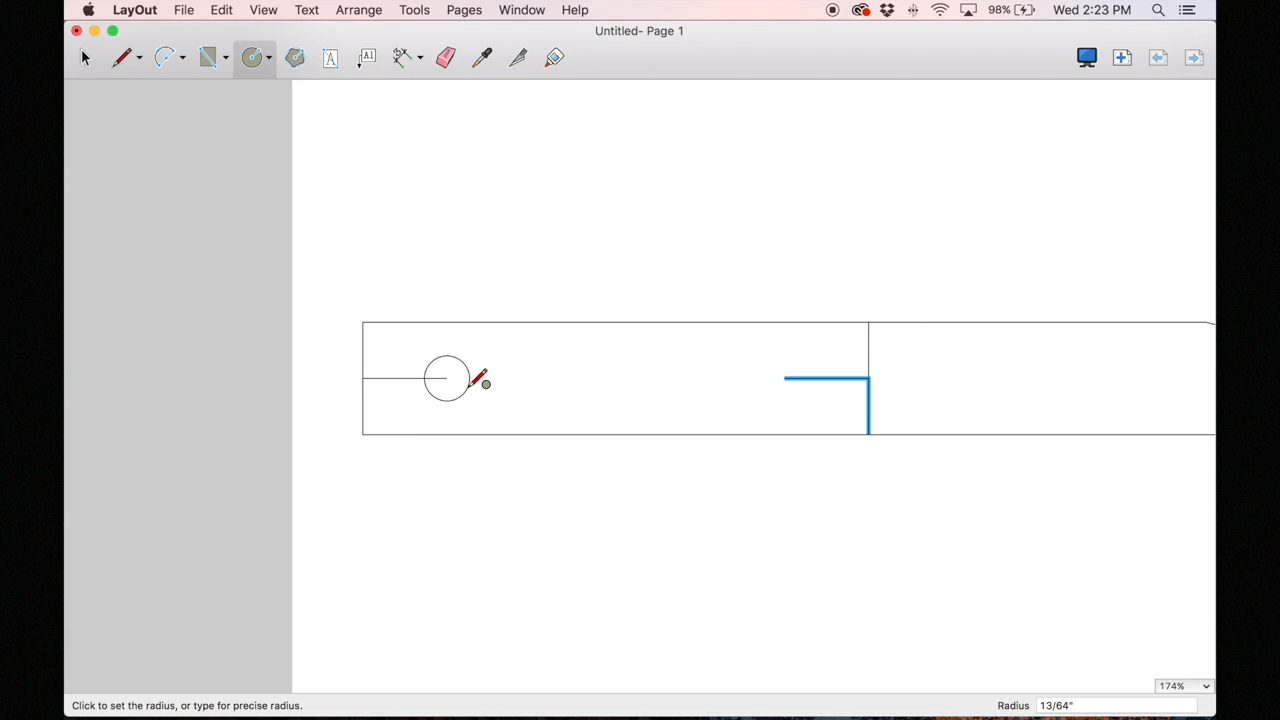 LayOut File Edit View Text Arrange Tools Pages Window Help 98% Wed 2:23 PM
Untitled- Page 1
A AI
174%
Click to set the radius, or type for precise radius. Radius 13/64"